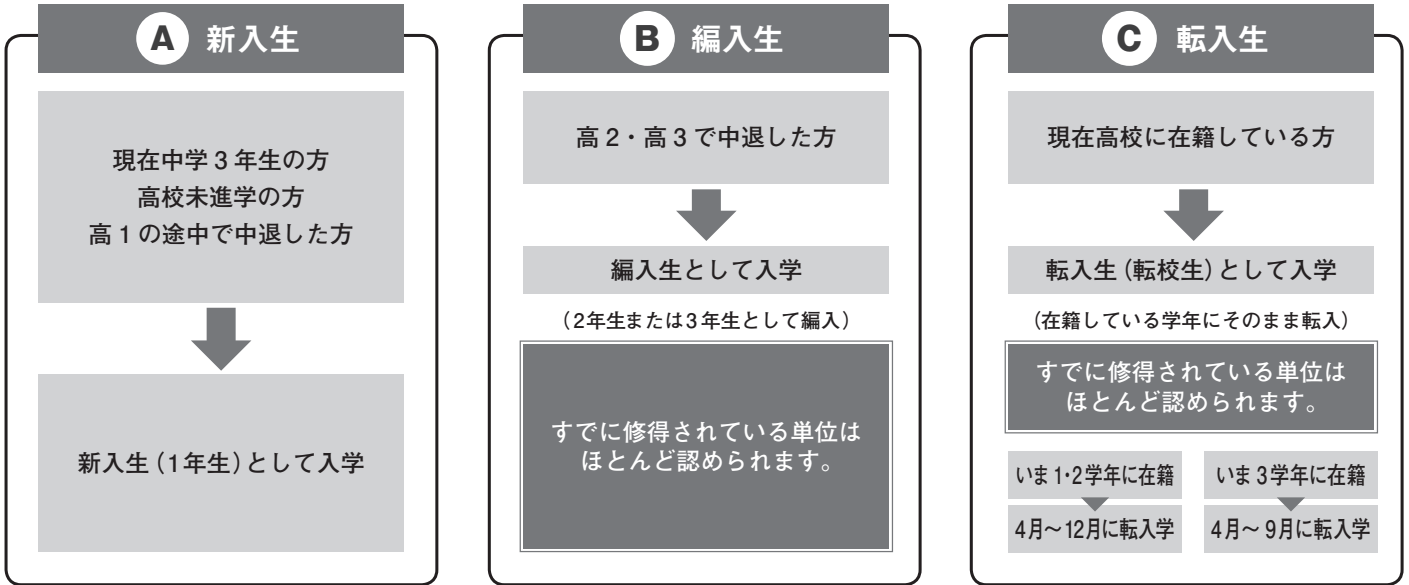 A 新入生
現在中学3年生の方
高校未進学の方
高1の途中で中退した方
新入生(1年生)として入学
B 編入生
高2・高3で中退した方
編入生として入学
(2年生または3年生として編入)
すでに修得されている単位は
ほとんど認められます。
C 転入生
現在高校に在籍している方
転入生(転校生)として入学
(在籍している学年にそのまま転入)
すでに修得されている単位は
ほとんど認められます。
いま1・2学年に在籍
4月〜12月に転入学
いま3学年に在籍
4月〜9月に転入学